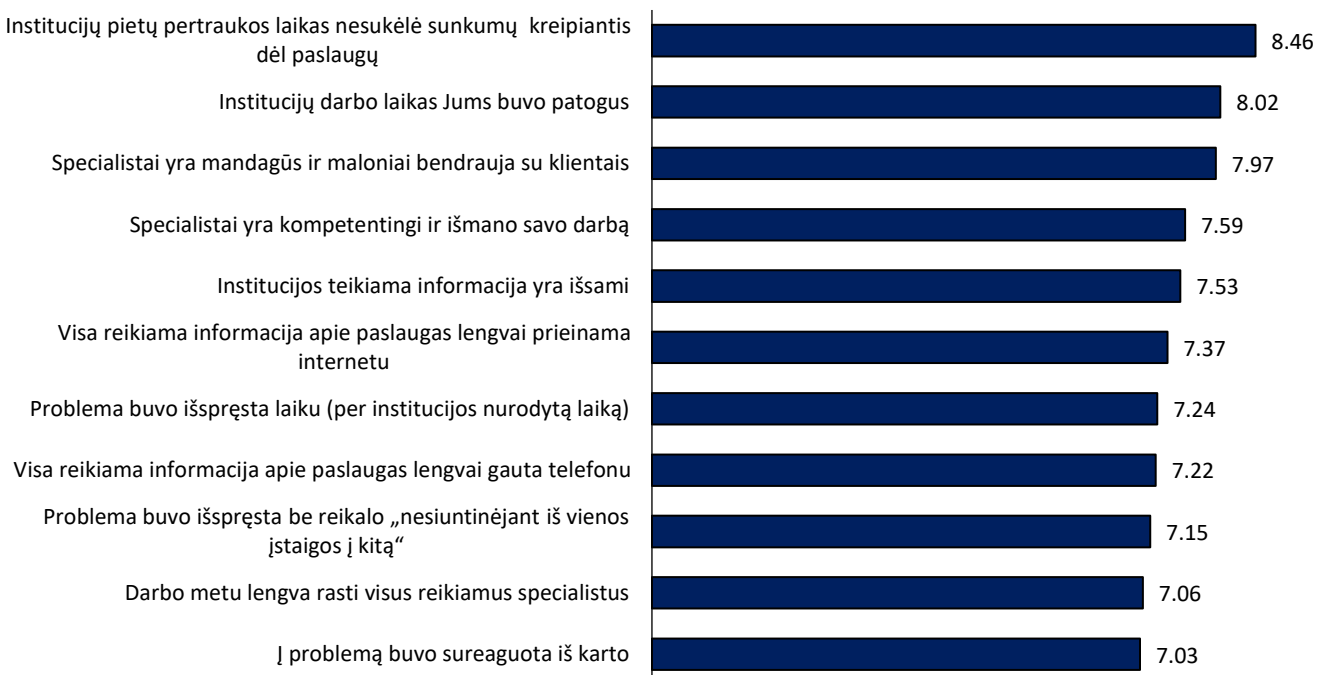 Institucijų pietų pertraukos laikas nesukėlė sunkumų kreipiantis
dėl paslaugų
8.46
Institucijų darbo laikas Jums buvo patogus
8.02
Specialistai yra mandagūs ir maloniai bendrauja su klientais
7.97
Specialistai yra kompetentingi ir išmano savo darbą
7.59
Institucijos teikiama informacija yra išsami
7.53
Visa reikiama informacija apie paslaugas lengvai prieinama
internetu
7.37
Problema buvo išspręsta laiku (per institucijos nurodytą laiką)
7.24
Visa reikiama informacija apie paslaugas lengvai gauta telefonu
7.22
Problema buvo išspręsta be reikalo „nesiuntinėjant iš vienos
įstaigos į kitą“
7.15
Darbo metu lengva rasti visus reikiamus specialistus
7.06
Į problemą buvo sureaguota iš karto
7.03